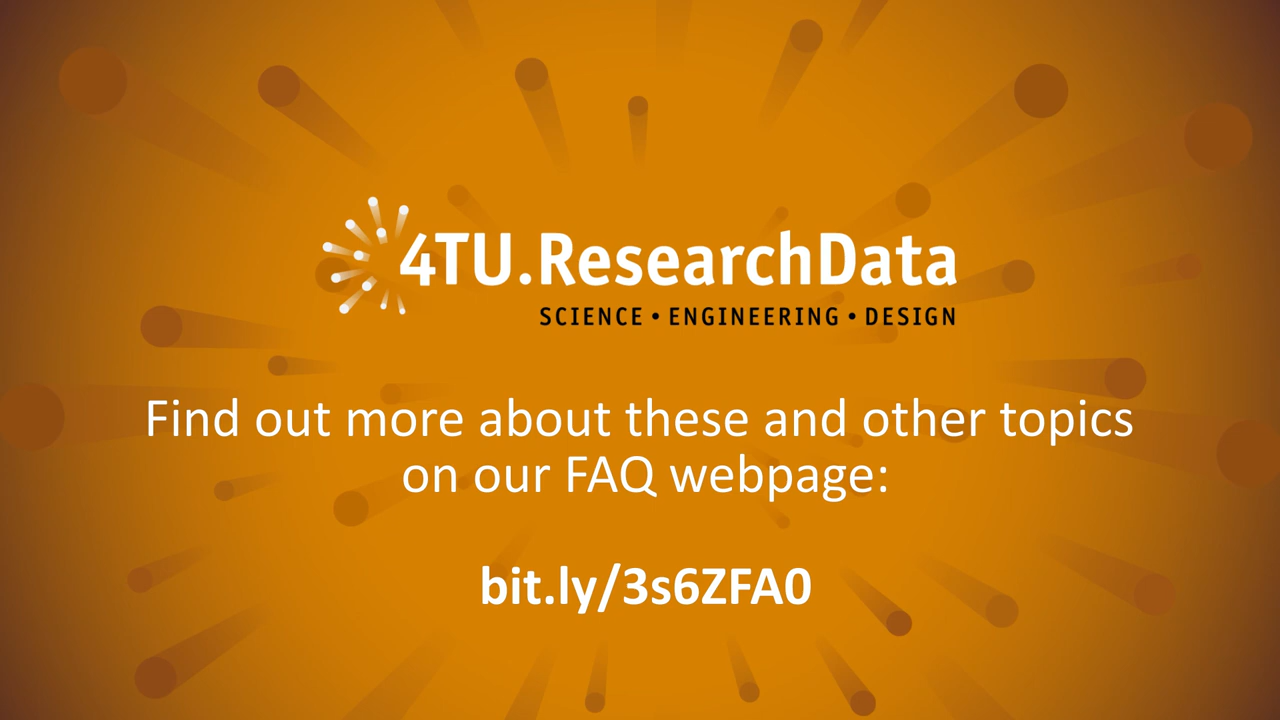 4TU.ResearchData
SCIENCE • ENGINEERING • DESIGN
Find out more about these and other topics
on our FAQ webpage:
bit.ly/3s6ZFA0